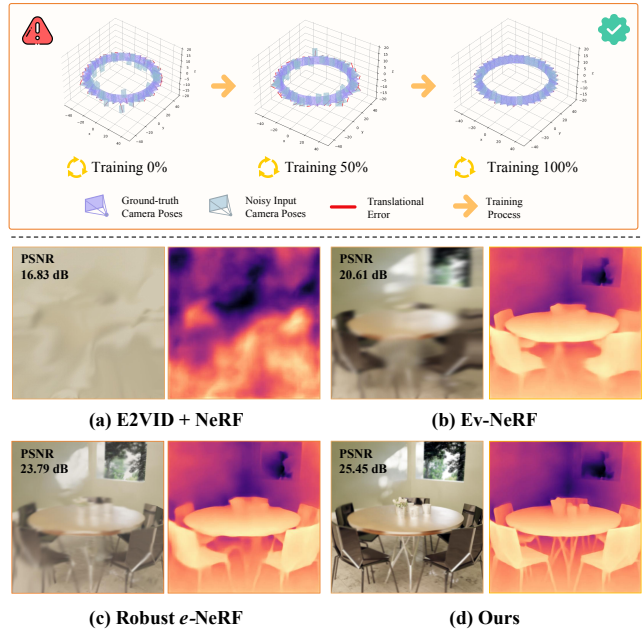 Training 0%
Training 50%
Training 100%
Ground-truth
Camera Poses
Noisy Input
Camera Poses
Translational
Error
Training
Process
PSNR
16.83 dB
PSNR
20.61 dB
(a) E2VID + NeRF
(b) Ev-NeRF
PSNR
23.79 dB
PSNR
25.45 dB
(c) Robust e-NeRF
(d) Ours